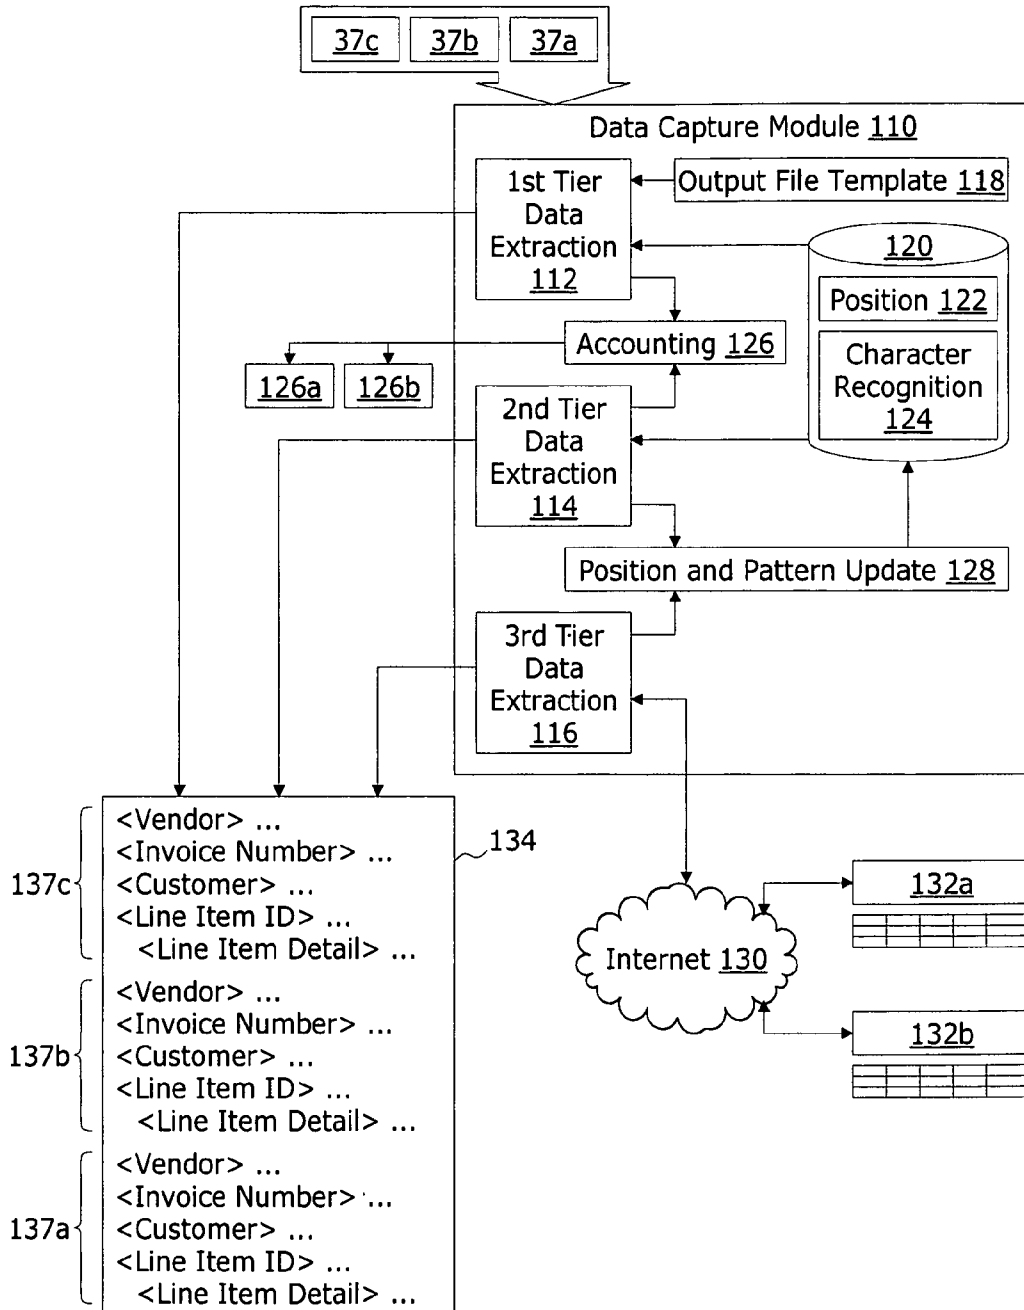 37c 37b 37a
Data Capture Module 110
1st Tier
Data
Extraction
112
Output File Template 118
120
Position 122
Character
Recognition
124
Accounting 126
126a 126b
2nd Tier
Data
Extraction
114
Position and Pattern Update 128
3rd Tier
Data
Extraction
116
134
137c
<Vendor> ...
<Invoice Number> ...
<Customer> ...
<Line Item ID> ...
<Line Item Detail> ...
137b
<Vendor> ...
<Invoice Number> ...
<Customer> ...
<Line Item ID> ...
<Line Item Detail> ...
137a
<Vendor> ...
<Invoice Number> ...
<Customer> ...
<Line Item ID> ...
<Line Item Detail> ...
Internet 130
132a
132b